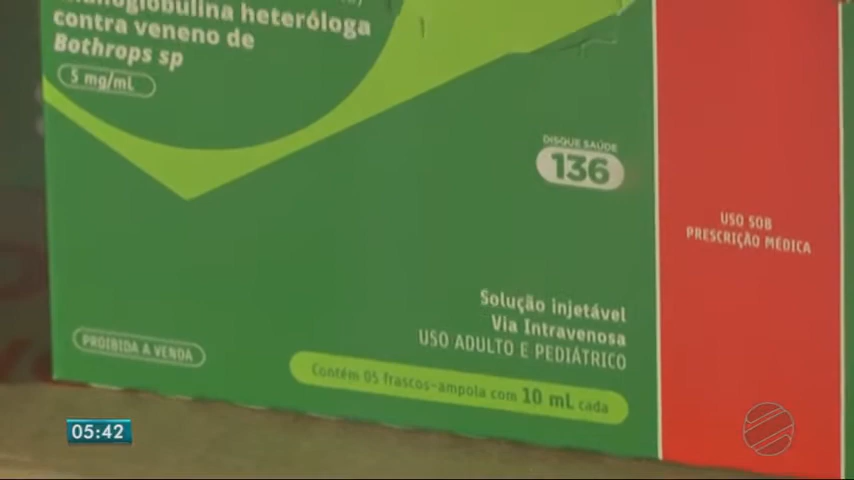 heteróloga
contra veneno de
Bothrops sp
5 mg/mL
DISQUE SAÚDE
136
USO SOB
PRESCRIÇÃO MÉDICA
Solução injetável
Via Intravenosa
USO ADULTO E PEDIÁTRICO
PROIBIDA A VENDA
Contém 05 frascos-ampola com 10 mL cada
05:42